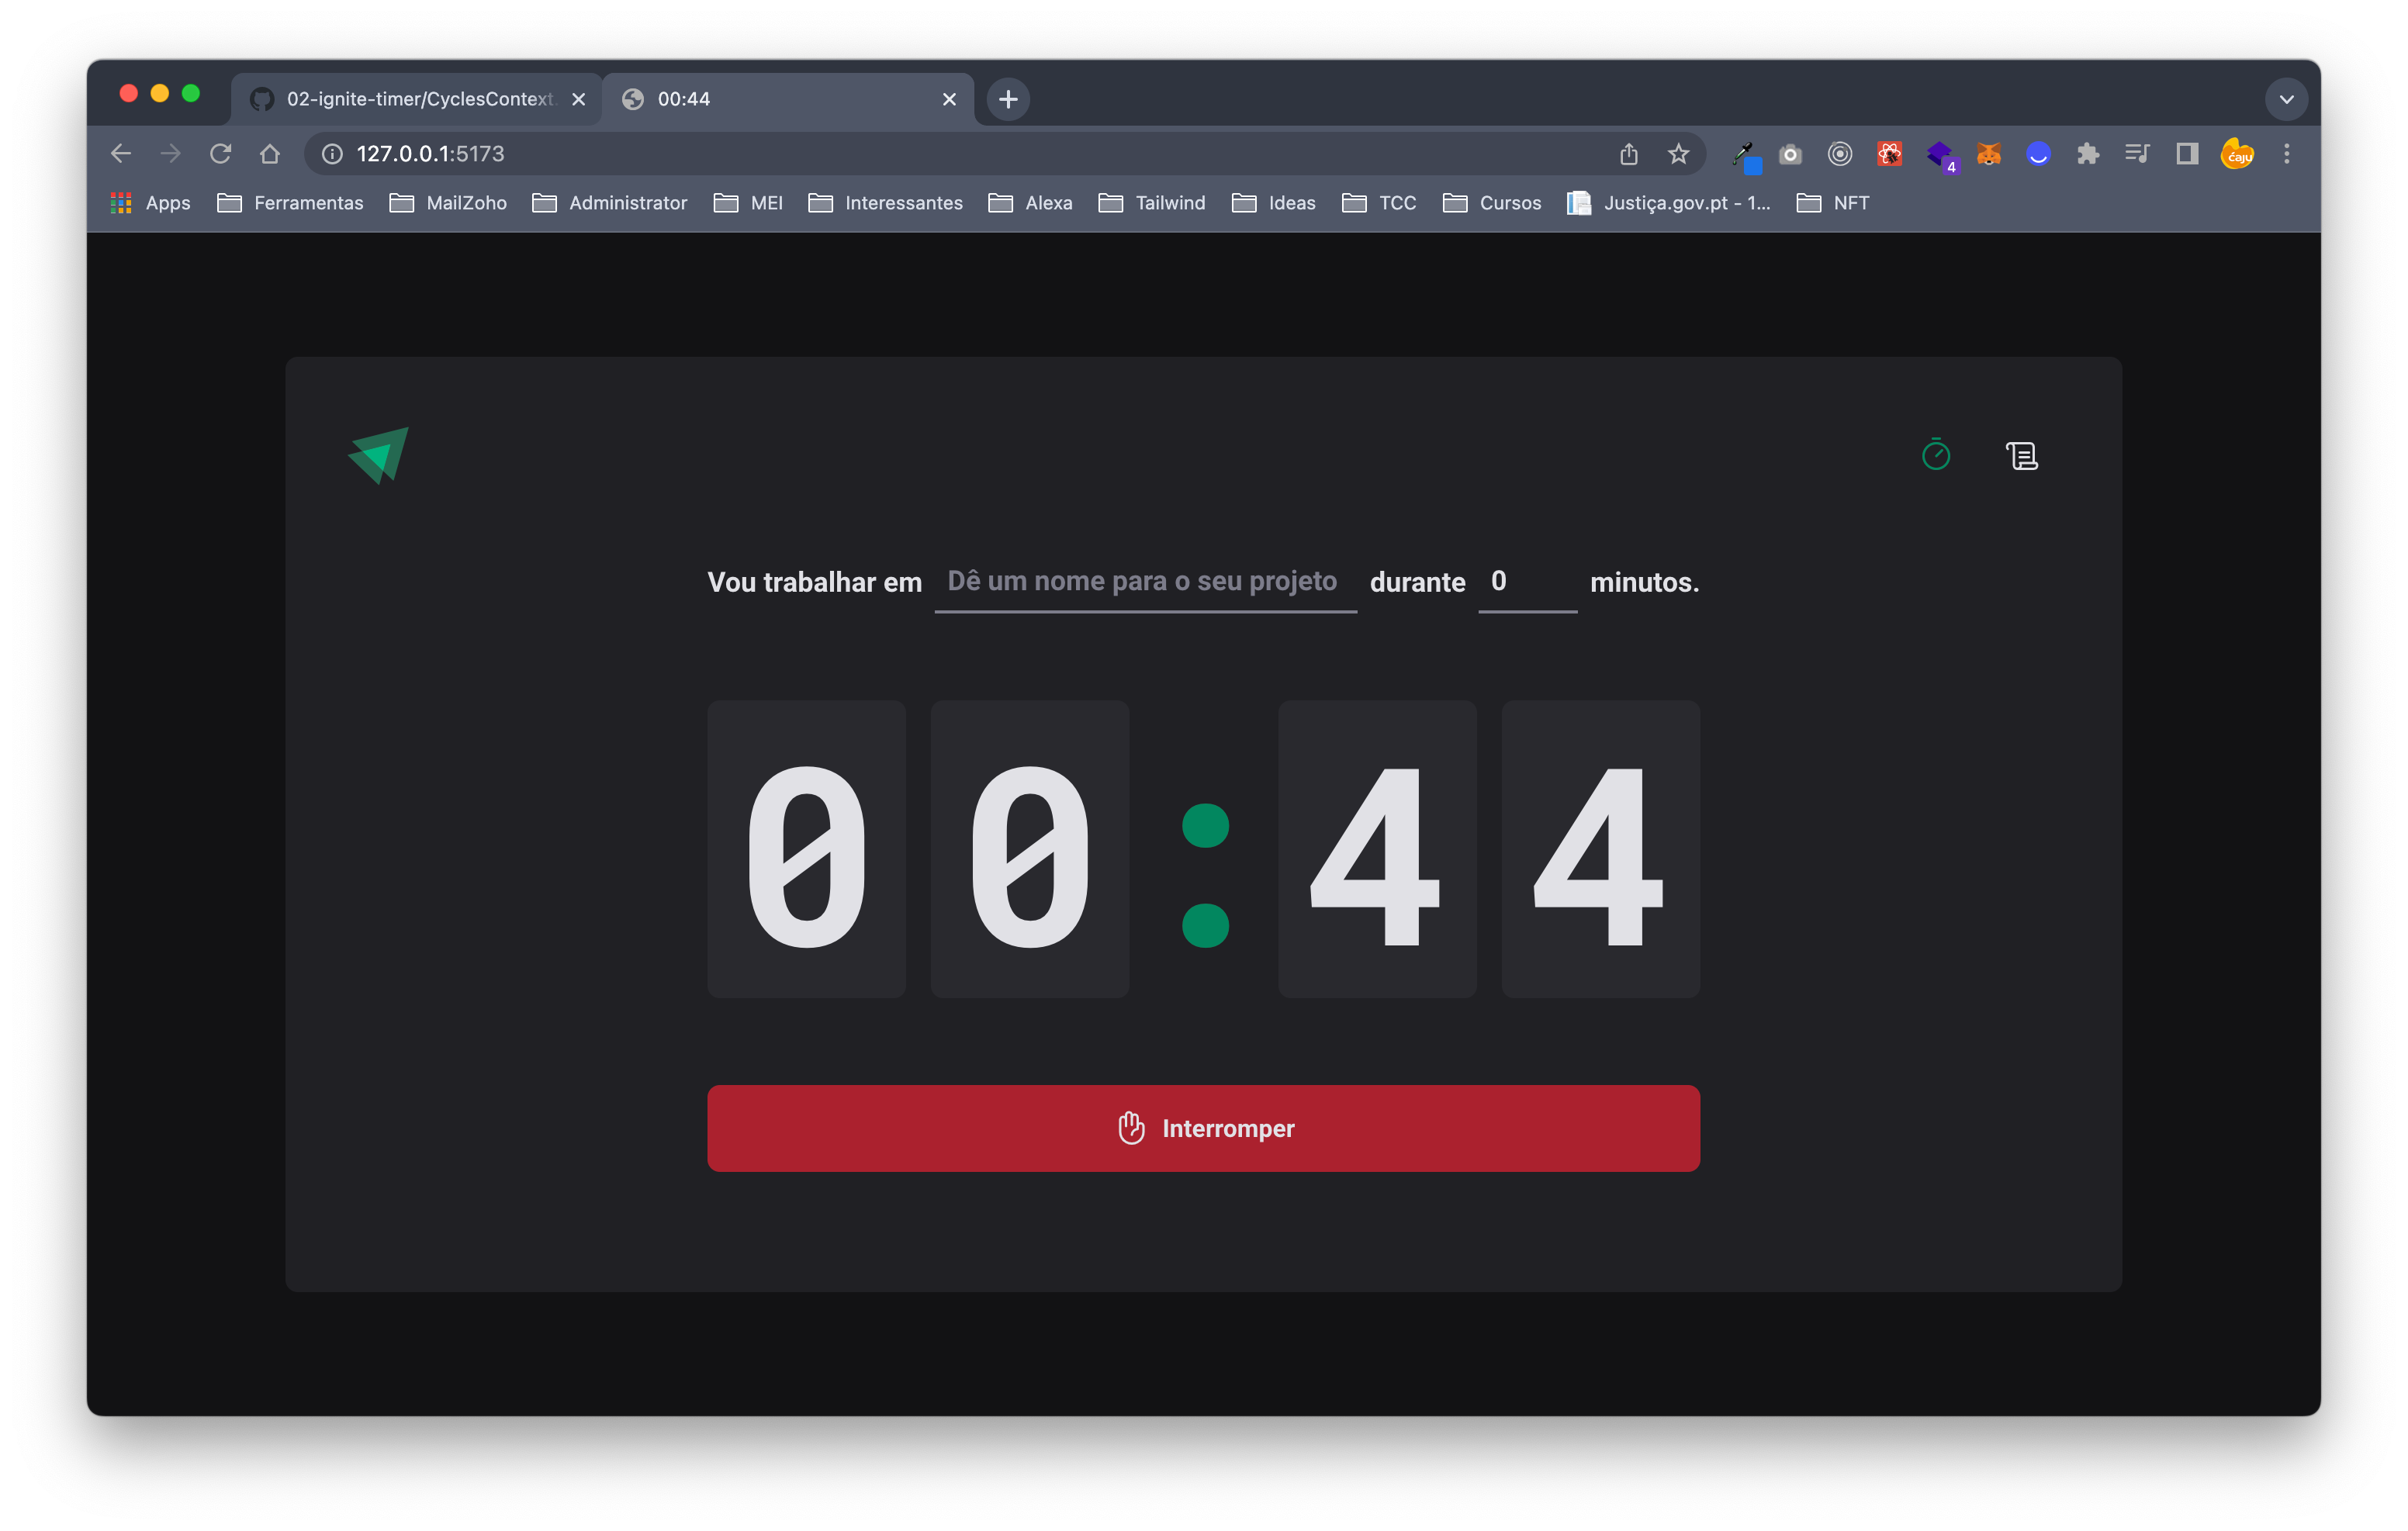 02-ignite-timer/CyclesContext
00:44
127.0.0.1:5173
4
ćaju
Apps Ferramentas MailZoho Administrator MEI Interessantes Alexa Tailwind Ideas TCC Cursos Justiça.gov.pt - 1... NFT
Vou trabalhar em Dê um nome para o seu projeto durante 0 minutos.
00:44
Interromper